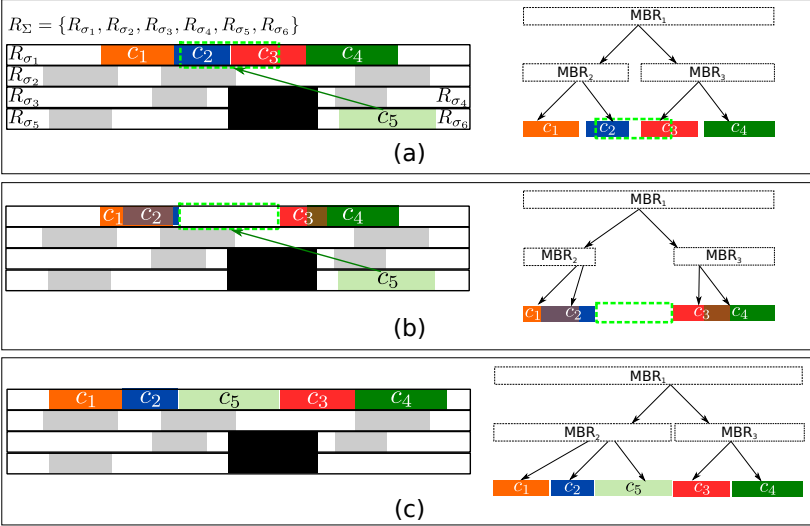 R_Σ = {R_σ₁, R_σ₂, R_σ₃, R_σ₄, R_σ₅, R_σ₆}
R_σ₁ c₁ c₂ c₃ c₄
R_σ₂
R_σ₃ R_σ₄
R_σ₅ c₅ R_σ₆
MBR₁
MBR₂ MBR₃
c₁ c₂ c₃ c₄
(a)
c₁ c₂ c₃ c₄
c₅
MBR₁
MBR₂ MBR₃
c₁ c₂ c₃ c₄
(b)
c₁ c₂ c₅ c₃ c₄
MBR₁
MBR₂ MBR₃
c₁ c₂ c₅ c₃ c₄
(c)